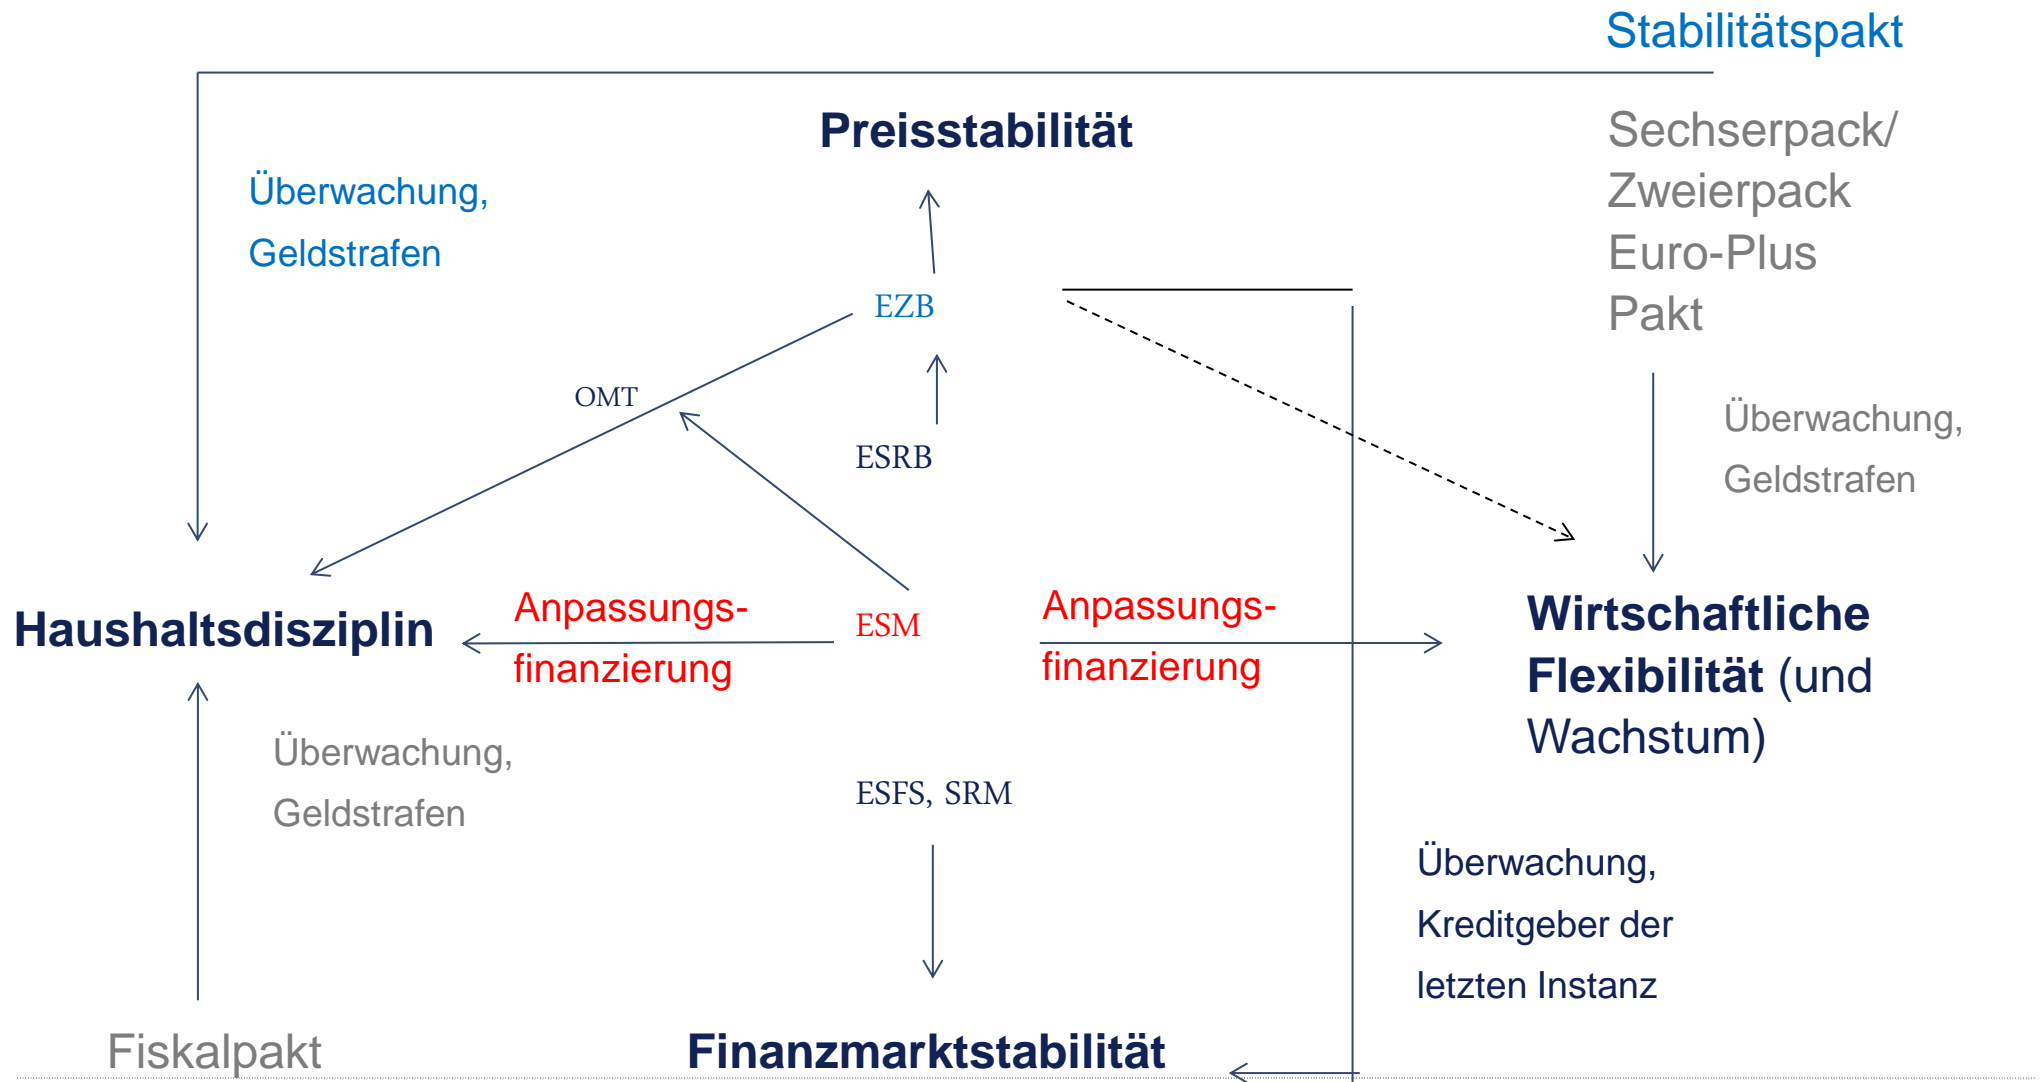 Stabilitätspakt
Preisstabilität
Sechserpack/
Zweierpack
Euro-Plus
Pakt
Überwachung,
Geldstrafen
EZB
OMT
ESRB
Überwachung,
Geldstrafen
Haushaltsdisziplin
Anpassungs-
finanzierung
ESM
Anpassungs-
finanzierung
Wirtschaftliche
Flexibilität (und
Wachstum)
Überwachung,
Geldstrafen
ESFS, SRM
Überwachung,
Kreditgeber der
letzten Instanz
Fiskalpakt
Finanzmarktstabilität